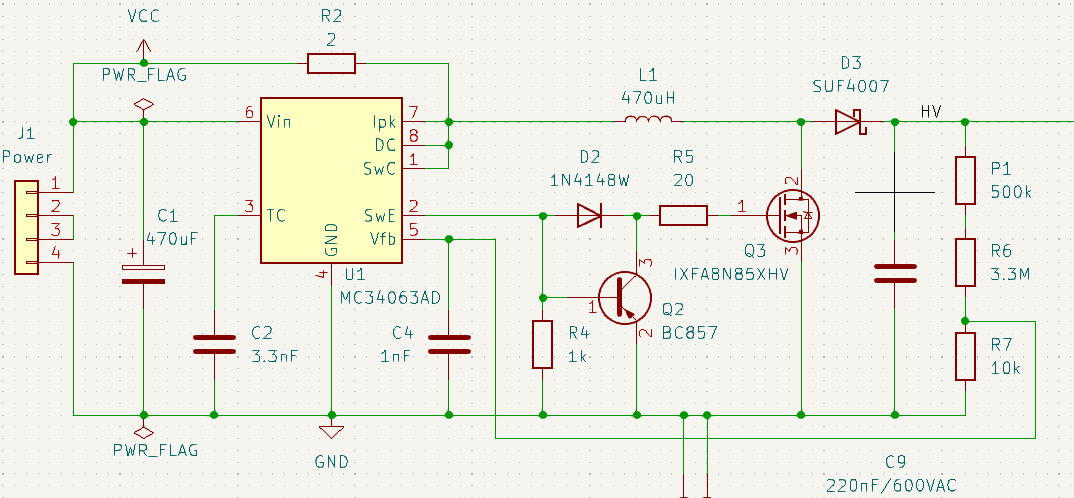 VCC
R2
2
PWR_FLAG
D3
SUF4007
L1
470uH
HV
6
Vin
Ipk
7
DC
8
SwC
1
J1
Power
D2
1N4148W
R5
20
P1
500k
1
2
3
4
3
TC
SwE
2
Vfb
5
GND
4
U1
MC34063AD
C1
470uF
+
1
2
3
Q3
IXFA8N85XHV
R6
3.3M
3
1
2
Q2
BC857
C2
3.3nF
C4
1nF
R4
1k
R7
10k
PWR_FLAG
GND
C9
220nF/600VAC